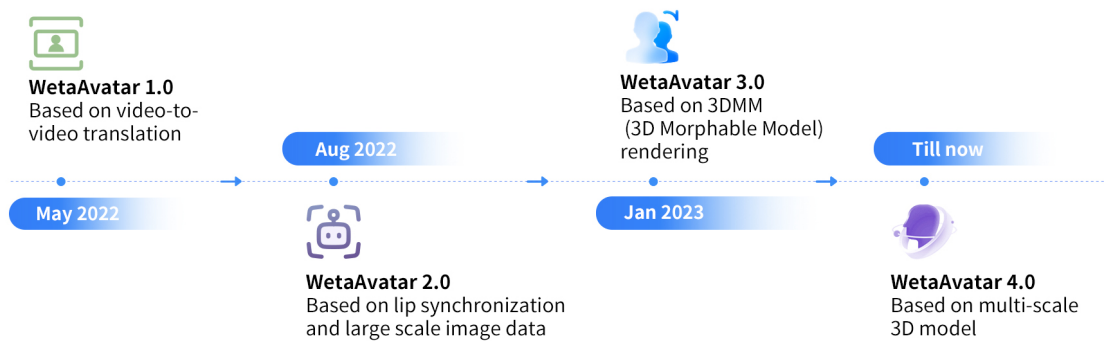 WetaAvatar 1.0
Based on video-to-
video translation
May 2022
Aug 2022
WetaAvatar 2.0
Based on lip synchronization
and large scale image data
WetaAvatar 3.0
Based on 3DMM
(3D Morphable Model)
rendering
Jan 2023
Till now
WetaAvatar 4.0
Based on multi-scale
3D model